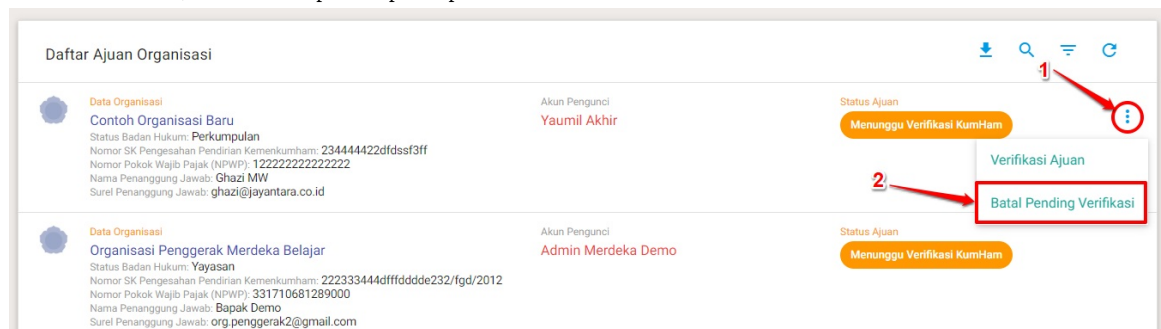 Daftar Ajuan Organisasi
1
Data Organisasi
Akun Pengunci
Status Ajuan
Contoh Organisasi Baru
Yaumil Akhir
Menunggu Verifikasi KumHam
Status Badan Hukum: Perkumpulan
Nomor SK Pengesahan Pendirian Kemenkumham: 234444422dfdssf3ff
Nomor Pokok Wajib Pajak (NPWP): 122222222222222
Nama Penanggung Jawab: Ghazi MW
Surel Penanggung Jawab: ghazi@jayantara.co.id
Verifikasi Ajuan
2
Batal Pending Verifikasi
Data Organisasi
Akun Pengunci
Status Ajuan
Organisasi Penggerak Merdeka Belajar
Admin Merdeka Demo
Menunggu Verifikasi KumHam
Status Badan Hukum: Yayasan
Nomor SK Pengesahan Pendirian Kemenkumham: 222333444dfffddddde232/fgd/2012
Nomor Pokok Wajib Pajak (NPWP): 331710681289000
Nama Penanggung Jawab: Bapak Demo
Surel Penanggung Jawab: org.penggerak2@gmail.com